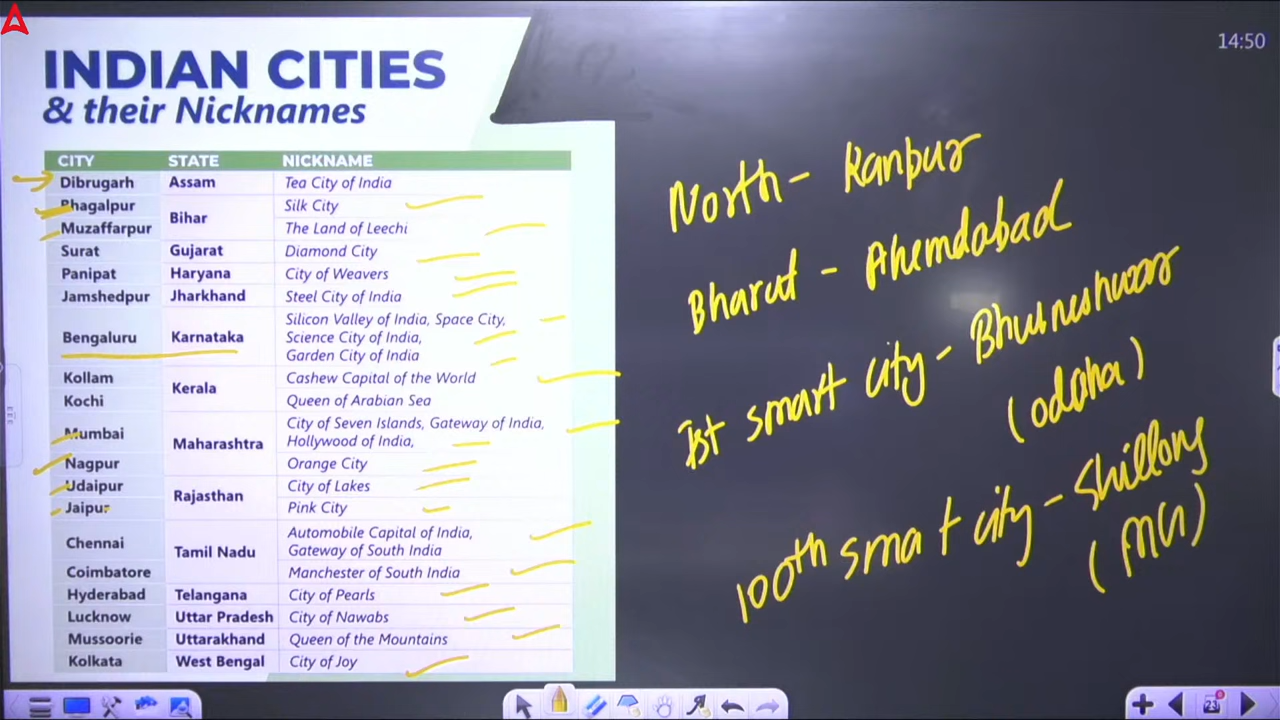 14:50
INDIAN CITIES
& their Nicknames
CITY STATE NICKNAME
Dibrugarh Assam Tea City of India
Bhagalpur Bihar Silk City
Muzaffarpur The Land of Leechi
Surat Gujarat Diamond City
Panipat Haryana City of Weavers
Jamshedpur Jharkhand Steel City of India
Bengaluru Karnataka Silicon Valley of India, Space City,
Science City of India,
Garden City of India
Kollam Kerala Cashew Capital of the World
Kochi Queen of Arabian Sea
Mumbai Maharashtra City of Seven Islands, Gateway of India,
Hollywood of India,
Nagpur Orange City
Udaipur Rajasthan City of Lakes
Jaipur Pink City
Chennai Tamil Nadu Automobile Capital of India,
Gateway of South India
Coimbatore Manchester of South India
Hyderabad Telangana City of Pearls
Lucknow Uttar Pradesh City of Nawabs
Mussoorie Uttarakhand Queen of the Mountains
Kolkata West Bengal City of Joy
North - Kanpur
Bharat - Ahemdabad
1st smart city - Bhubneshwar
(odisha)
100th smart city - Shillong
23